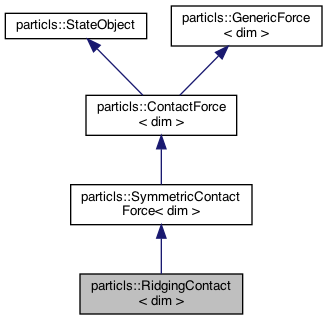 particls::StateObject
particls::GenericForce
< dim >
particls::ContactForce
< dim >
particls::SymmetricContact
Force< dim >
particls::RidgingContact
< dim >